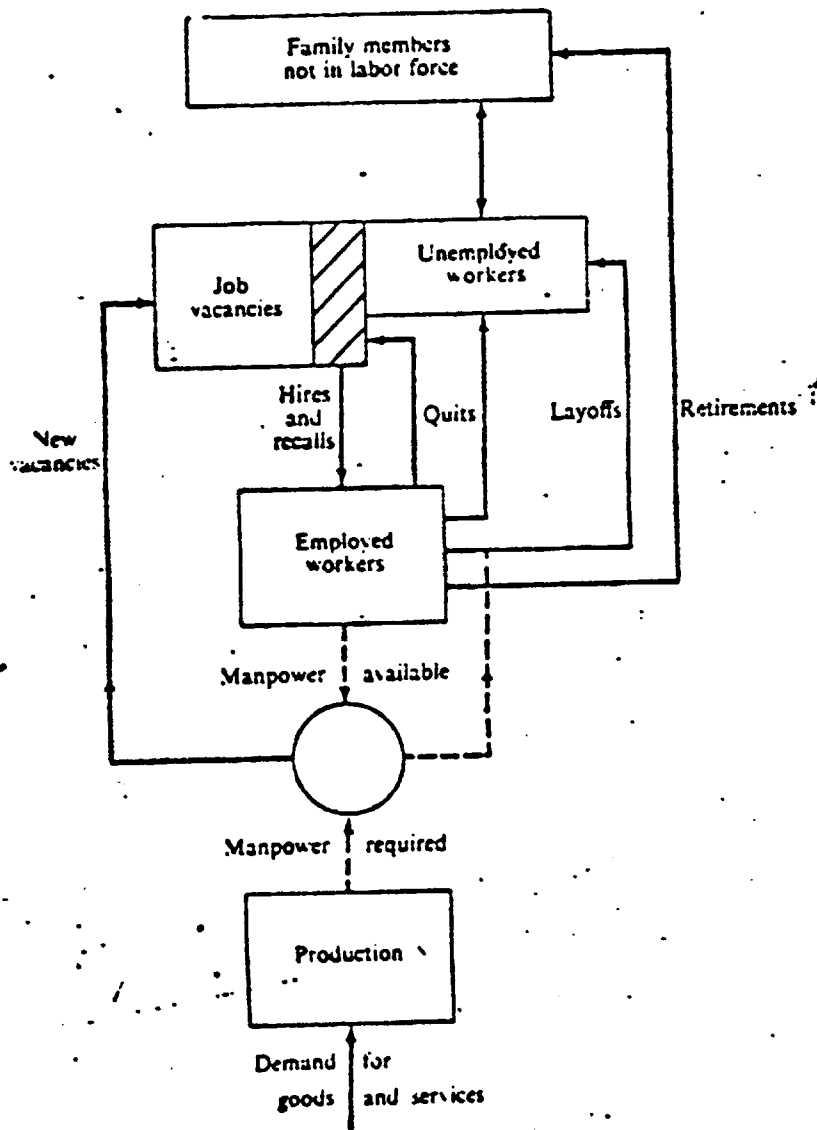 Family members
not in labor force
Unemployed
workers
Job
vacancies
Hires
and
recalls
Quits
Layoffs
Retirements
New
vacancies
Employed
workers
Manpower available
Manpower required
Production
Demand for
goods and services